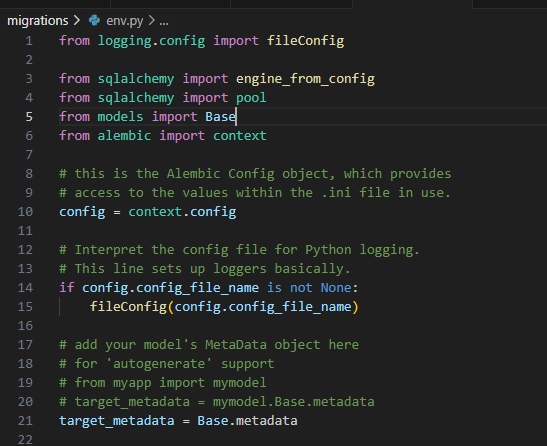 migrations > env.py > ...
1 from logging.config import fileConfig
2
3 from sqlalchemy import engine_from_config
4 from sqlalchemy import pool
5 from models import Base
6 from alembic import context
7
8 # this is the Alembic Config object, which provides
9 # access to the values within the .ini file in use.
10 config = context.config
11
12 # Interpret the config file for Python logging.
13 # This line sets up loggers basically.
14 if config.config_file_name is not None:
15     fileConfig(config.config_file_name)
16
17 # add your model's MetaData object here
18 # for 'autogenerate' support
19 # from myapp import mymodel
20 # target_metadata = mymodel.Base.metadata
21 target_metadata = Base.metadata
22